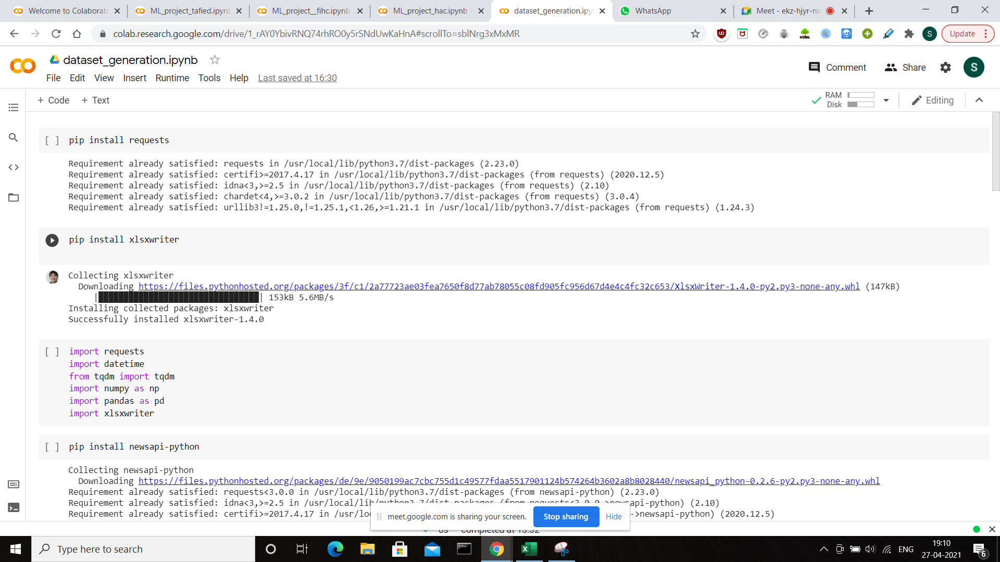 Welcome to Colaborato
ML_project_tafied.ipynb
ML_project__fihc.ipynb
ML_project_hac.ipynb -
dataset_generation.ipy
WhatsApp
Meet - ekz-hjyr-ns
colab.research.google.com/drive/1_rAY0YbivRNQ74rhRO0y5rSNdUwKaHnA#scrollTo=sblNrg3xMxMR
HTML
S
Update
dataset_generation.ipynb
File Edit View Insert Runtime Tools Help Last saved at 16:30
Comment Share S
+ Code + Text
RAM
Disk
Editing
[ ] pip install requests
Requirement already satisfied: requests in /usr/local/lib/python3.7/dist-packages (2.23.0)
Requirement already satisfied: certifi>=2017.4.17 in /usr/local/lib/python3.7/dist-packages (from requests) (2020.12.5)
Requirement already satisfied: idna<3,>=2.5 in /usr/local/lib/python3.7/dist-packages (from requests) (2.10)
Requirement already satisfied: chardet<4,>=3.0.2 in /usr/local/lib/python3.7/dist-packages (from requests) (3.0.4)
Requirement already satisfied: urllib3!=1.25.0,!=1.25.1,<1.26,>=1.21.1 in /usr/local/lib/python3.7/dist-packages (from requests) (1.24.3)
pip install xlsxwriter
Collecting xlsxwriter
Downloading https://files.pythonhosted.org/packages/3f/c1/2a77723ae03fea7650f8d77ab78055c08fd905fc956d67d4e4c4fc32c653/XlsxWriter-1.4.0-py2.py3-none-any.whl (147kB)
|████████████████████████████████| 153kB 5.6MB/s
Installing collected packages: xlsxwriter
Successfully installed xlsxwriter-1.4.0
[ ] import requests
import datetime
from tqdm import tqdm
import numpy as np
import pandas as pd
import xlsxwriter
[ ] pip install newsapi-python
Collecting newsapi-python
Downloading https://files.pythonhosted.org/packages/de/9e/9050199ac7cbc755d1c49577fdaa5517901124b574264b3602a8b8028440/newsapi_python-0.2.6-py2.py3-none-any.whl
Requirement already satisfied: requests<3.0.0 in /usr/local/lib/python3.7/dist-packages (from newsapi-python) (2.23.0)
Requirement already satisfied: idna<3,>=2.5 in /usr/local/lib/python3.7/dist-packages (from requests<3.0.0->newsapi-python) (2.10)
Requirement already satisfied: certifi>=2017.4.17 in /usr/lo ->newsapi-python) (2020.12.5)
meet.google.com is sharing your screen. Stop sharing Hide
0s completed at 15:32
Type here to search
ENG
19:10
27-04-2021
6